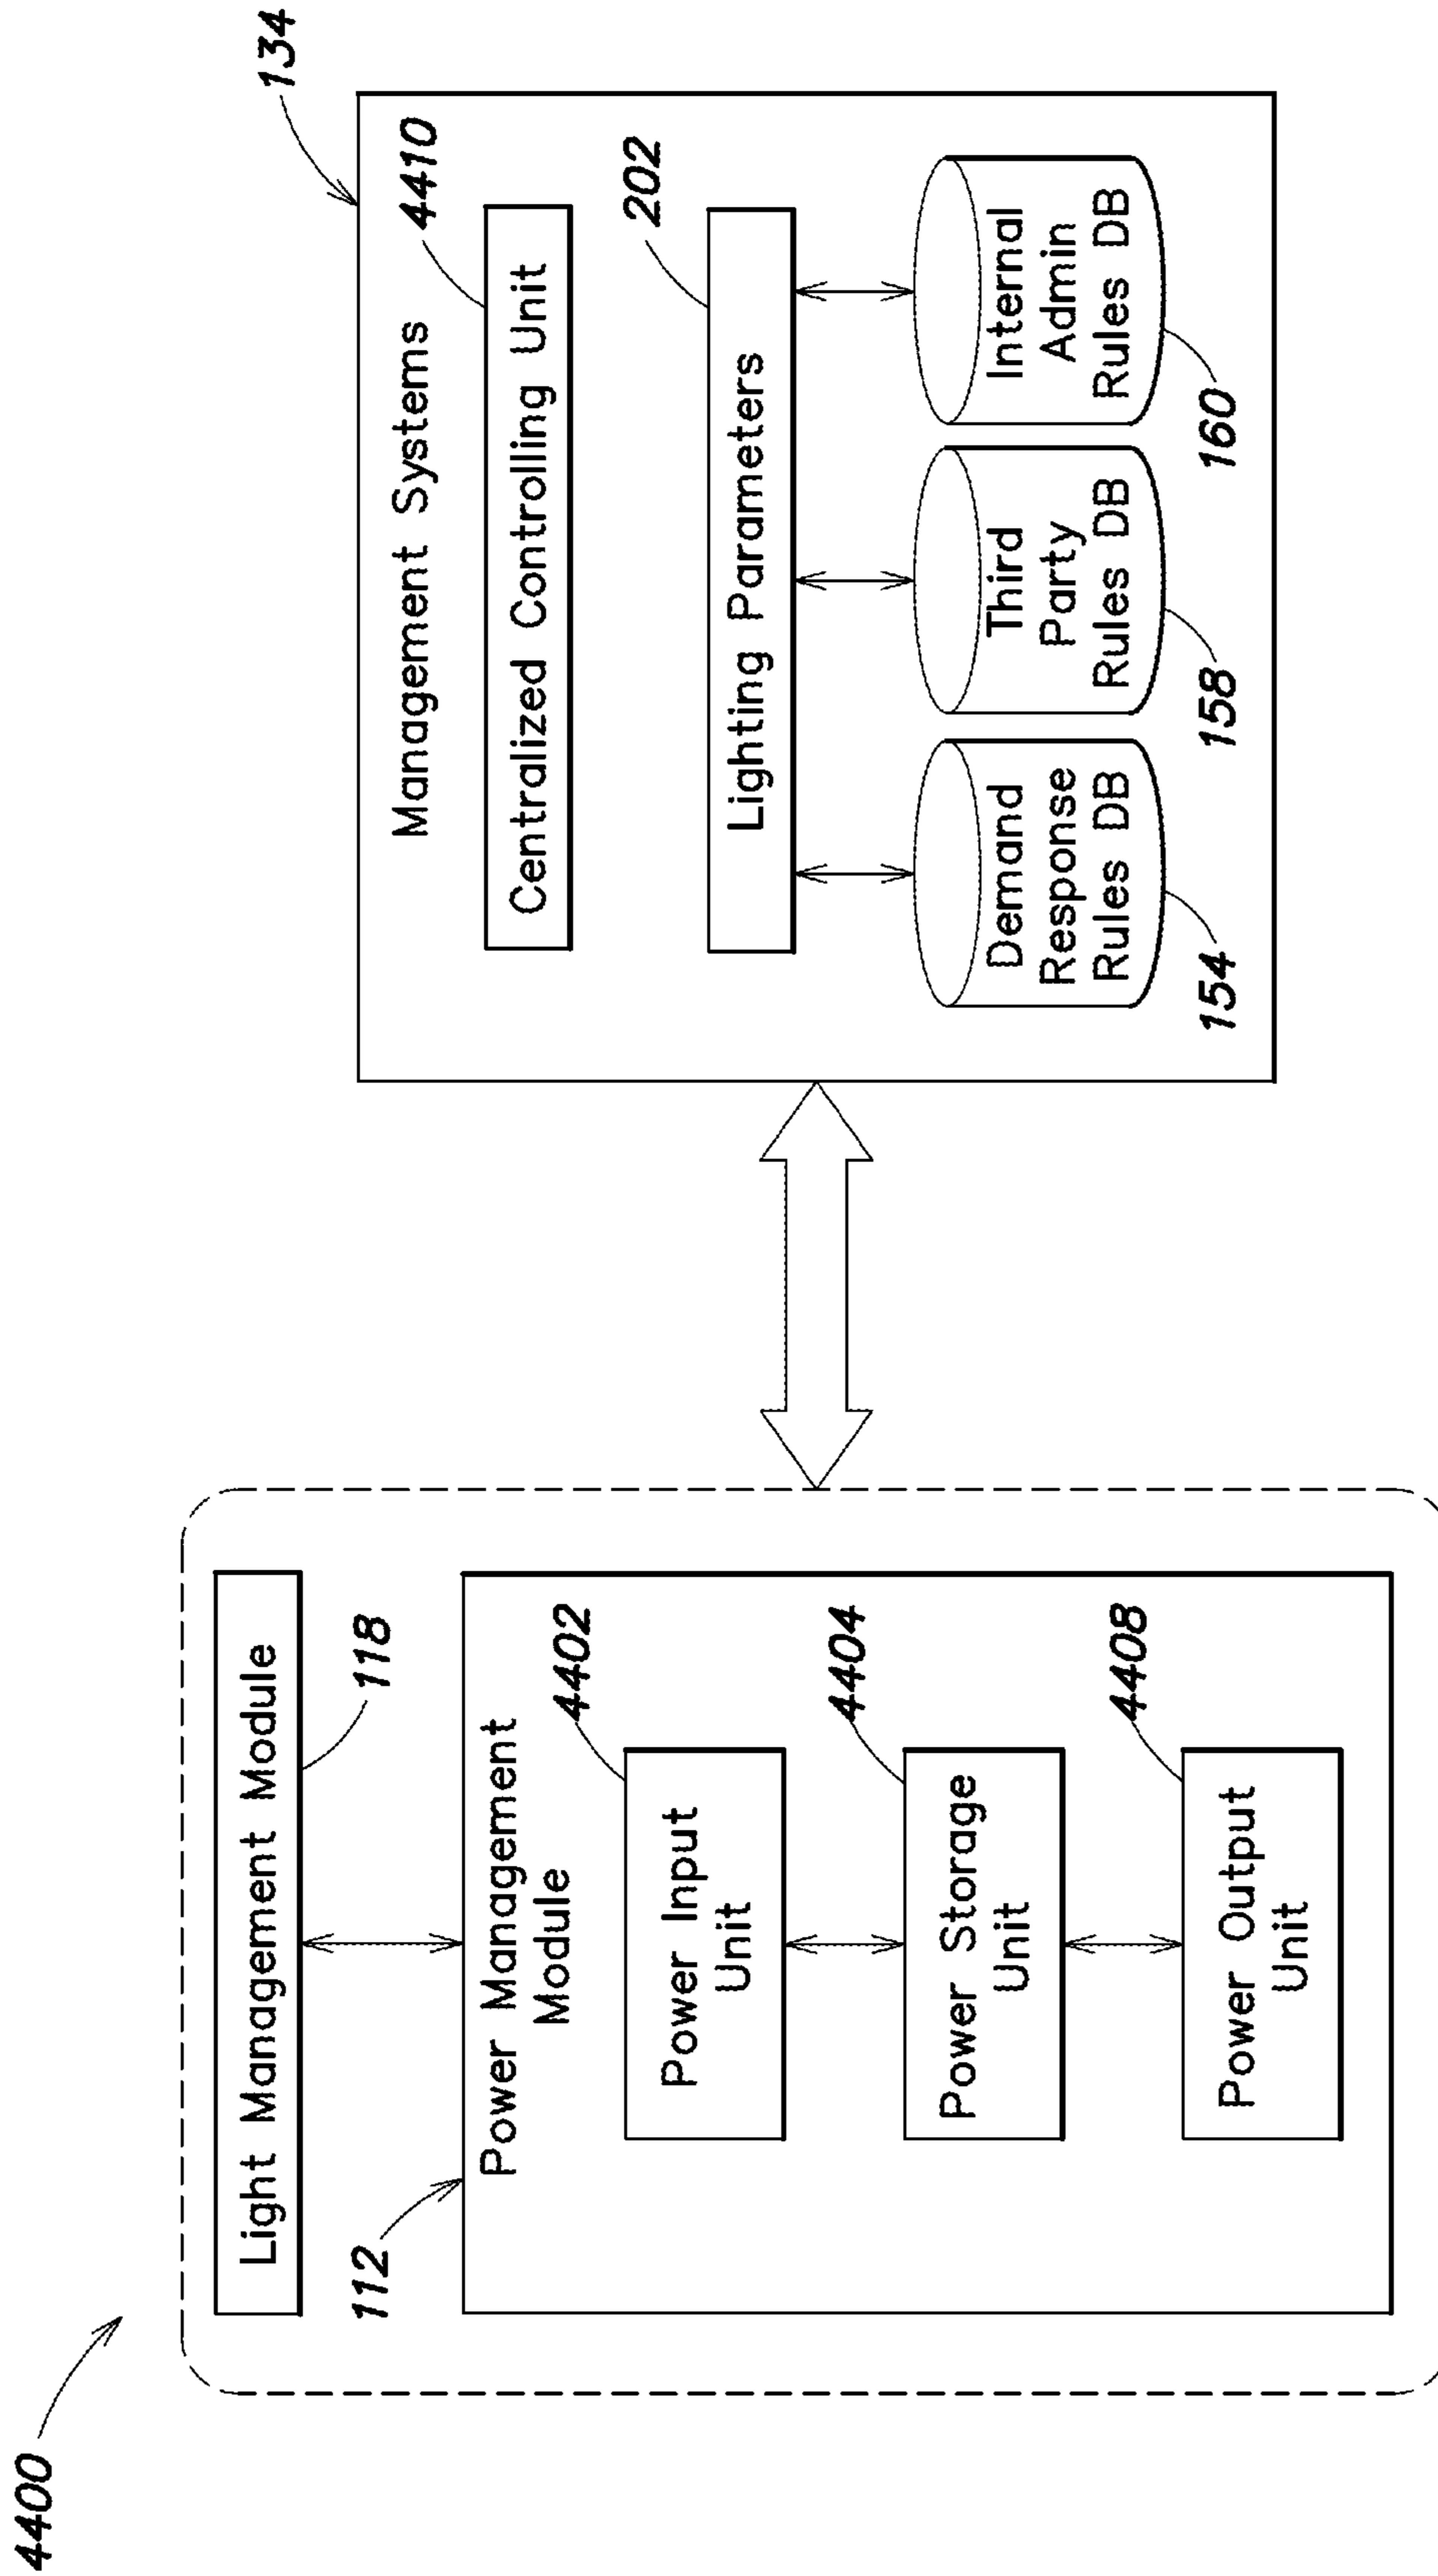 4400
Light Management Module
118
112
Power Management
Module
4402
Power Input
Unit
4404
Power Storage
Unit
4408
Power Output
Unit
134
Management Systems
4410
Centralized Controlling Unit
202
Lighting Parameters
Demand
Response
Rules DB
154
Third
Party
Rules DB
158
Internal
Admin
Rules DB
160